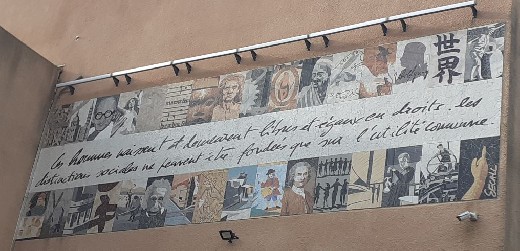 世界
Les hommes naissent et demeurent libres et égaux en droits. les
distinctions sociales ne peuvent être fondées que sur l'utilité commune.